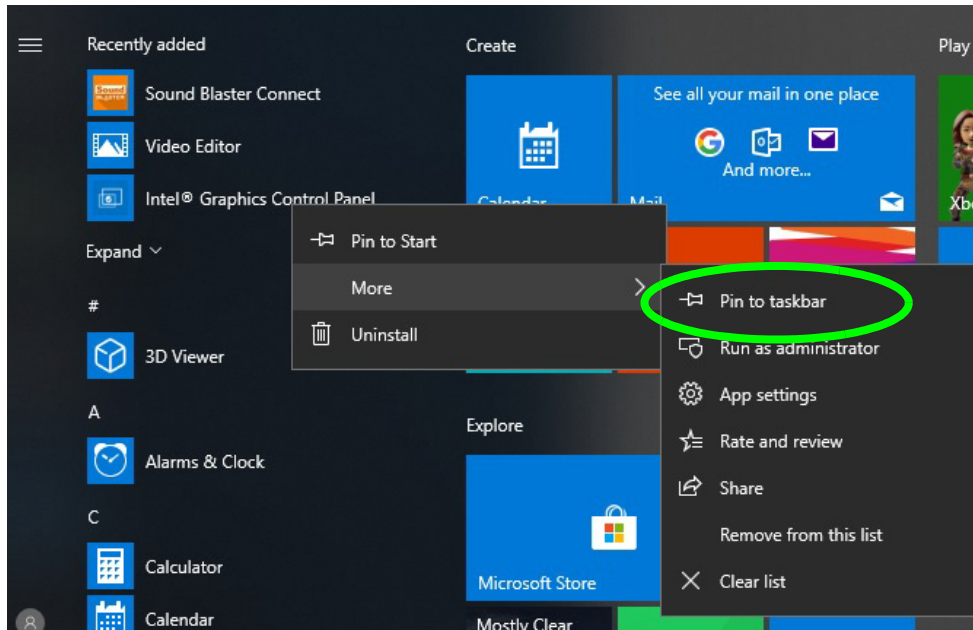 Recently added
Sound BLASTER
Sound Blaster Connect
Video Editor
Intel® Graphics Control Panel
Expand
#
3D Viewer
A
Alarms & Clock
C
Calculator
Calendar
Create
Calendar
See all your mail in one place
And more...
Mail
Play
Xb
Pin to Start
More
Uninstall
Pin to taskbar
Run as administrator
App settings
Rate and review
Share
Remove from this list
Clear list
Explore
Microsoft Store
Mostly Clear